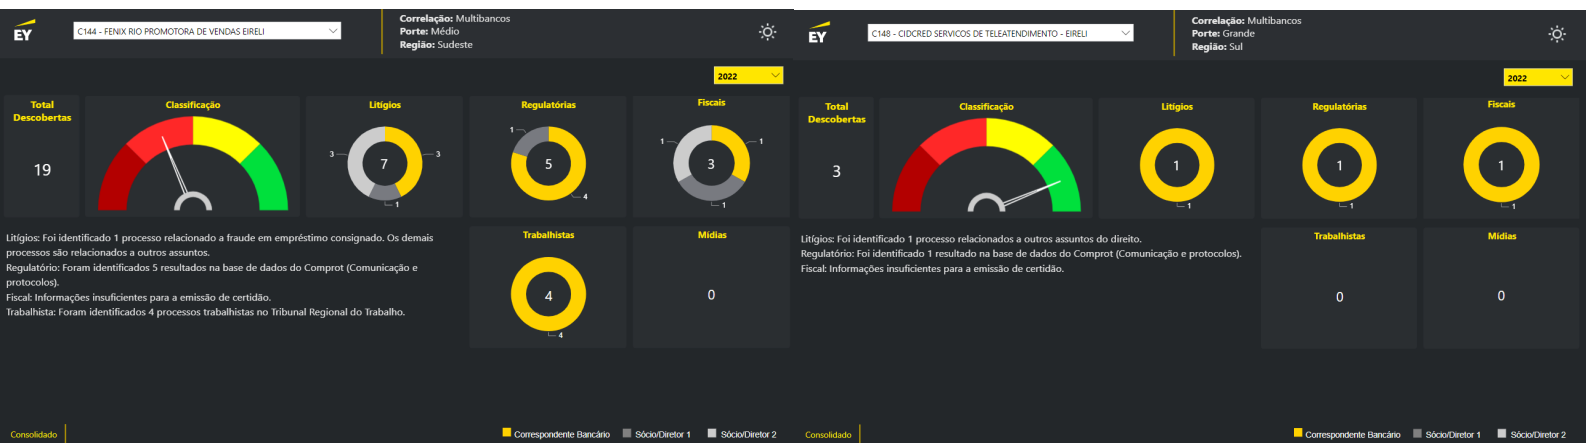 EY
C144 - FENIX RIO PROMOTORA DE VENDAS EIRELI
Correlação: Multibancos
Porte: Médio
Região: Sudeste
2022
Total
Descobertas
19
Classificação
Litígios
3
7
3
1
Regulatórias
1
5
4
Fiscais
1
3
1
1
Litígios: Foi identificado 1 processo relacionado a fraude em empréstimo consignado. Os demais
processos são relacionados a outros assuntos.
Regulatório: Foram identificados 5 resultados na base de dados do Comprot (Comunicação e
protocolos).
Fiscal: Informações insuficientes para a emissão de certidão.
Trabalhista: Foram identificados 4 processos trabalhistas no Tribunal Regional do Trabalho.
Trabalhistas
4
4
Mídias
0
Consolidado
Correspondente Bancário
Sócio/Diretor 1
Sócio/Diretor 2
EY
C148 - CIDCRED SERVICOS DE TELEATENDIMENTO - EIRELI
Correlação: Multibancos
Porte: Grande
Região: Sul
2022
Total
Descobertas
3
Classificação
Litígios
1
1
Regulatórias
1
1
Fiscais
1
1
Litígios: Foi identificado 1 processo relacionados a outros assuntos do direito.
Regulatório: Foi identificado 1 resultado na base de dados do Comprot (Comunicação e protocolos).
Fiscal: Informações insuficientes para a emissão de certidão.
Trabalhistas
0
Mídias
0
Consolidado
Correspondente Bancário
Sócio/Diretor 1
Sócio/Diretor 2